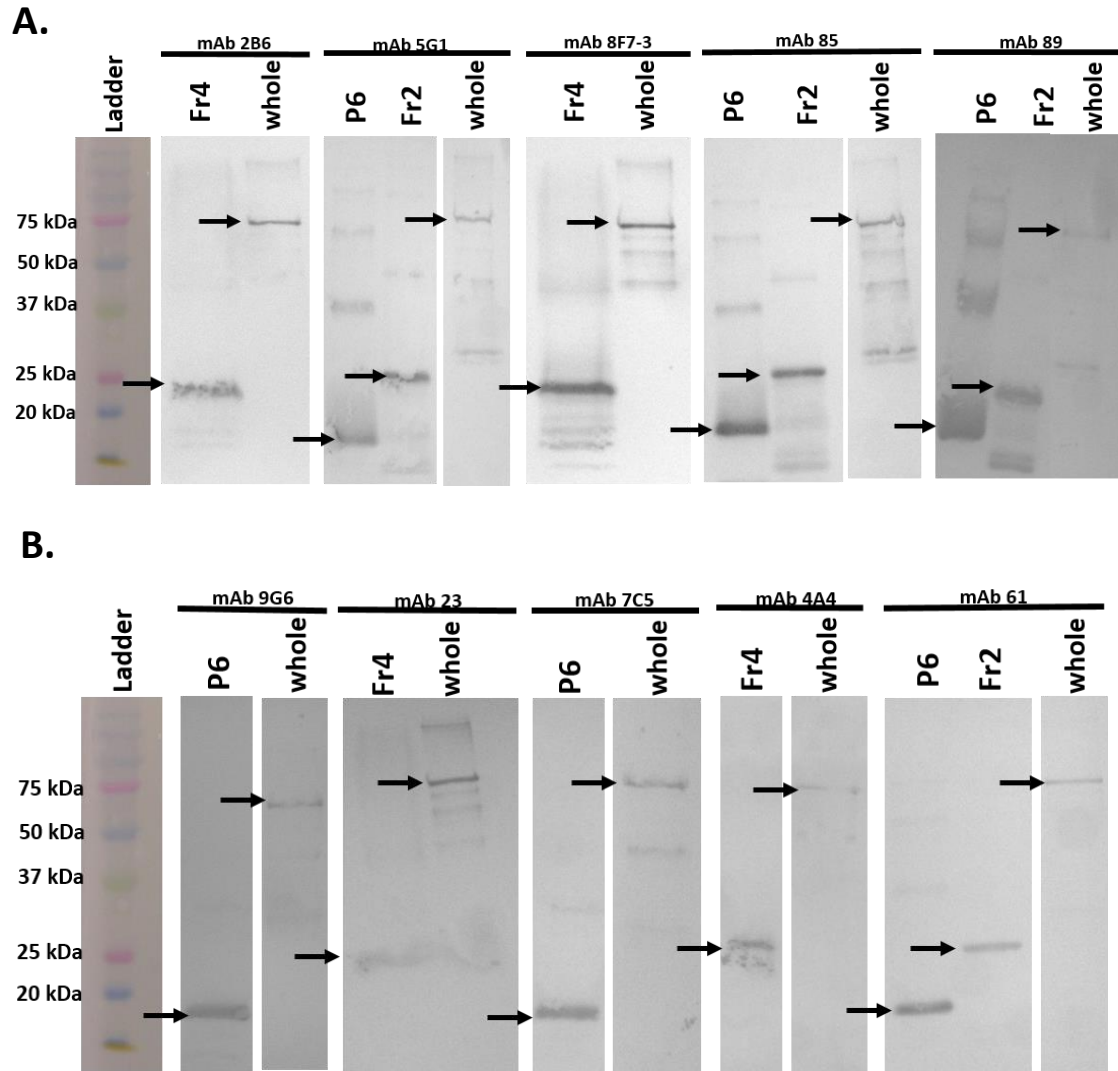 A.
mAb 2B6 mAb 5G1 mAb 8F7-3 mAb 85 mAb 89
Ladder Fr4 whole P6 Fr2 whole Fr4 whole P6 Fr2 whole P6 Fr2 whole
75 kDa
50 kDa
37 kDa
25 kDa
20 kDa
B.
mAb 9G6 mAb 23 mAb 7C5 mAb 4A4 mAb 61
Ladder P6 whole Fr4 whole P6 whole Fr4 whole P6 Fr2 whole
75 kDa
50 kDa
37 kDa
25 kDa
20 kDa